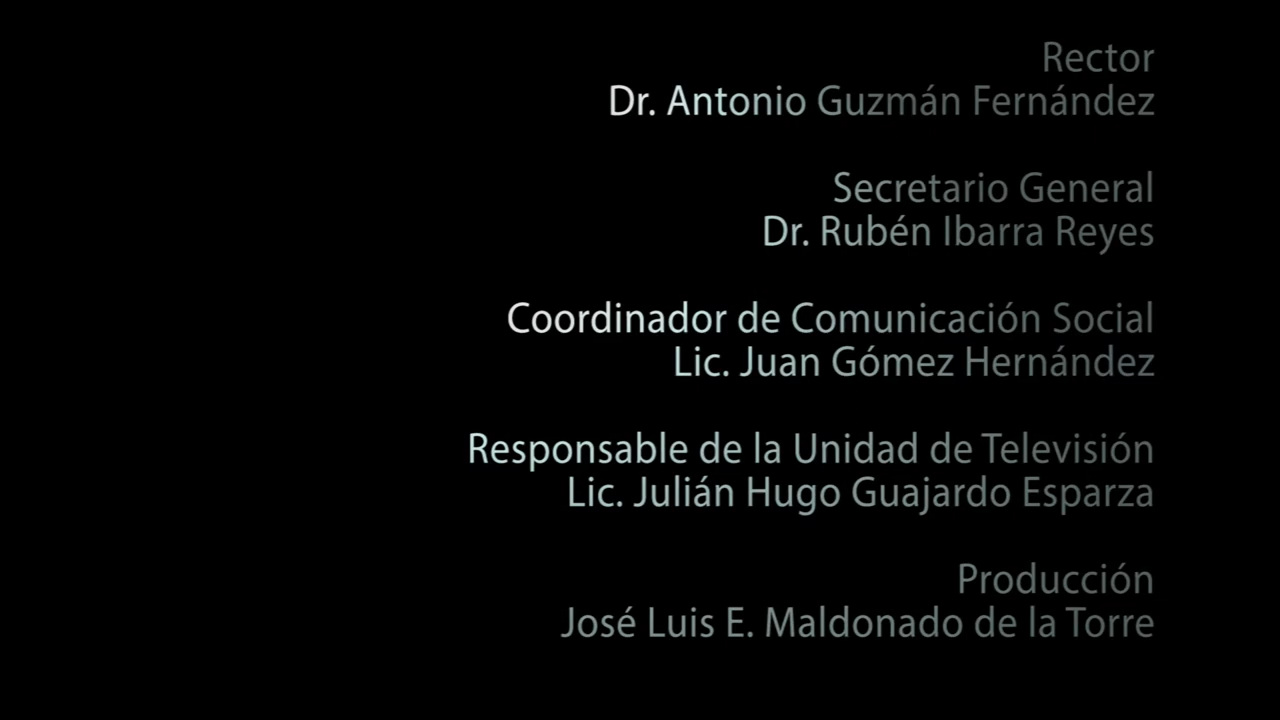 Rector
Dr. Antonio Guzmán Fernández
Secretario General
Dr. Rubén Ibarra Reyes
Coordinador de Comunicación Social
Lic. Juan Gómez Hernández
Responsable de la Unidad de Televisión
Lic. Julián Hugo Guajardo Esparza
Producción
José Luis E. Maldonado de la Torre